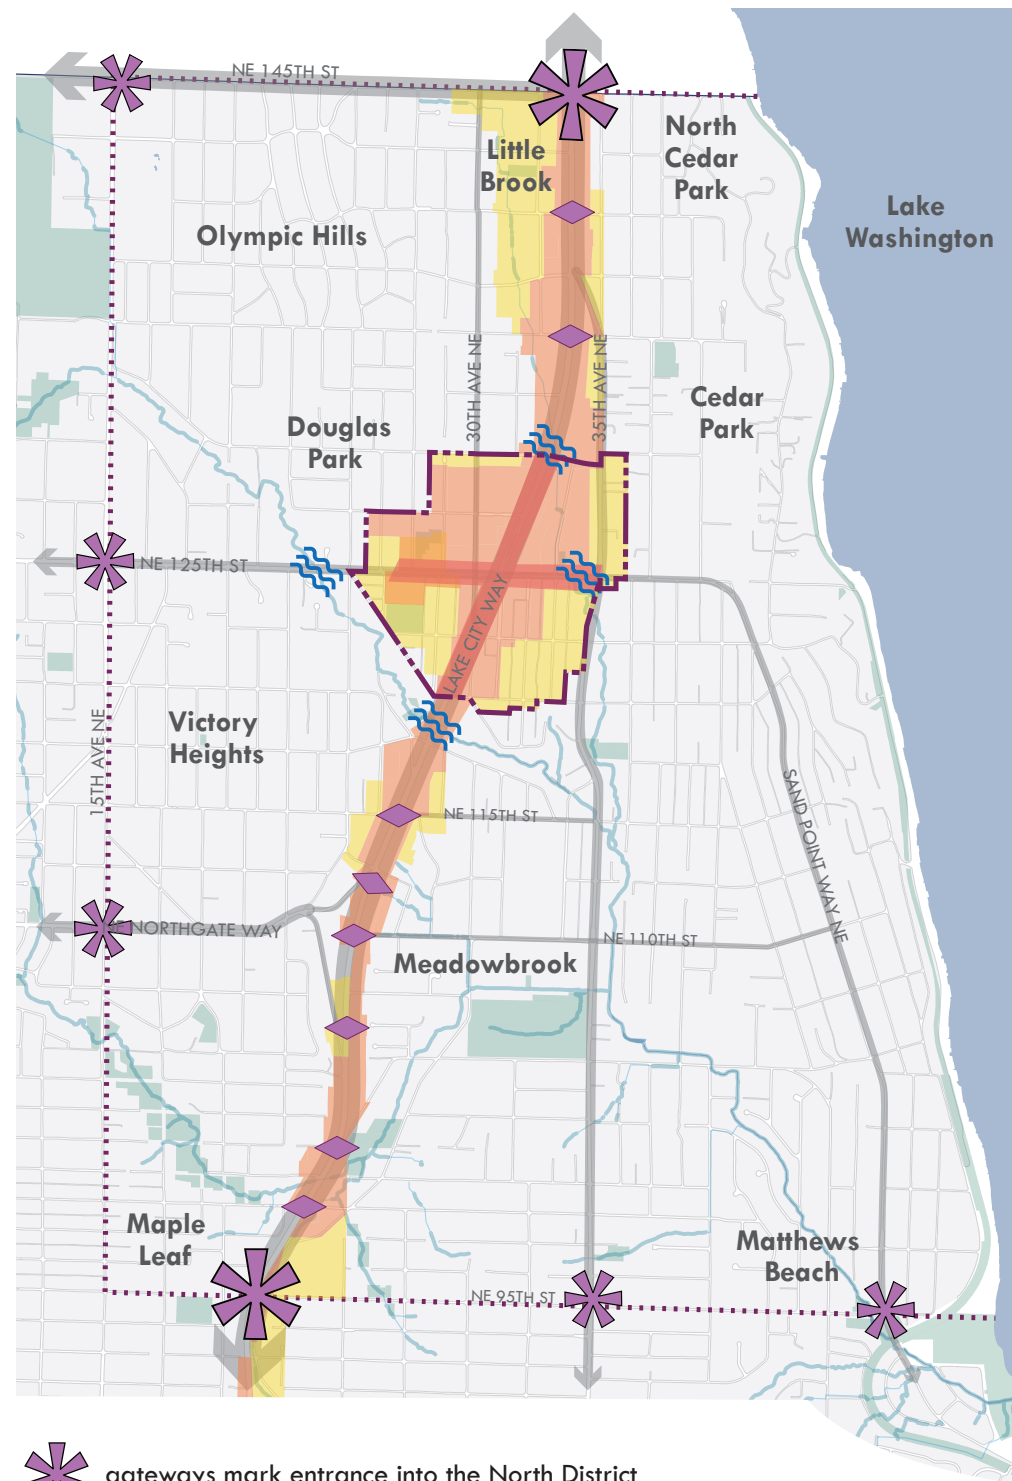 NE 145TH ST
North
Cedar
Park
Little
Brook
Lake
Washington
Olympic Hills
30TH AVE NE
35TH AVE NE
Cedar
Park
Douglas
Park
NE 125TH ST
LAKE CITY WAY
Victory
Heights
15TH AVE NE
SAND POINT WAY NE
NE 115TH ST
NE NORTHGATE WAY
NE 110TH ST
Meadowbrook
Maple
Leaf
Matthews
Beach
NE 95TH ST
gateways mark entrance into the North District